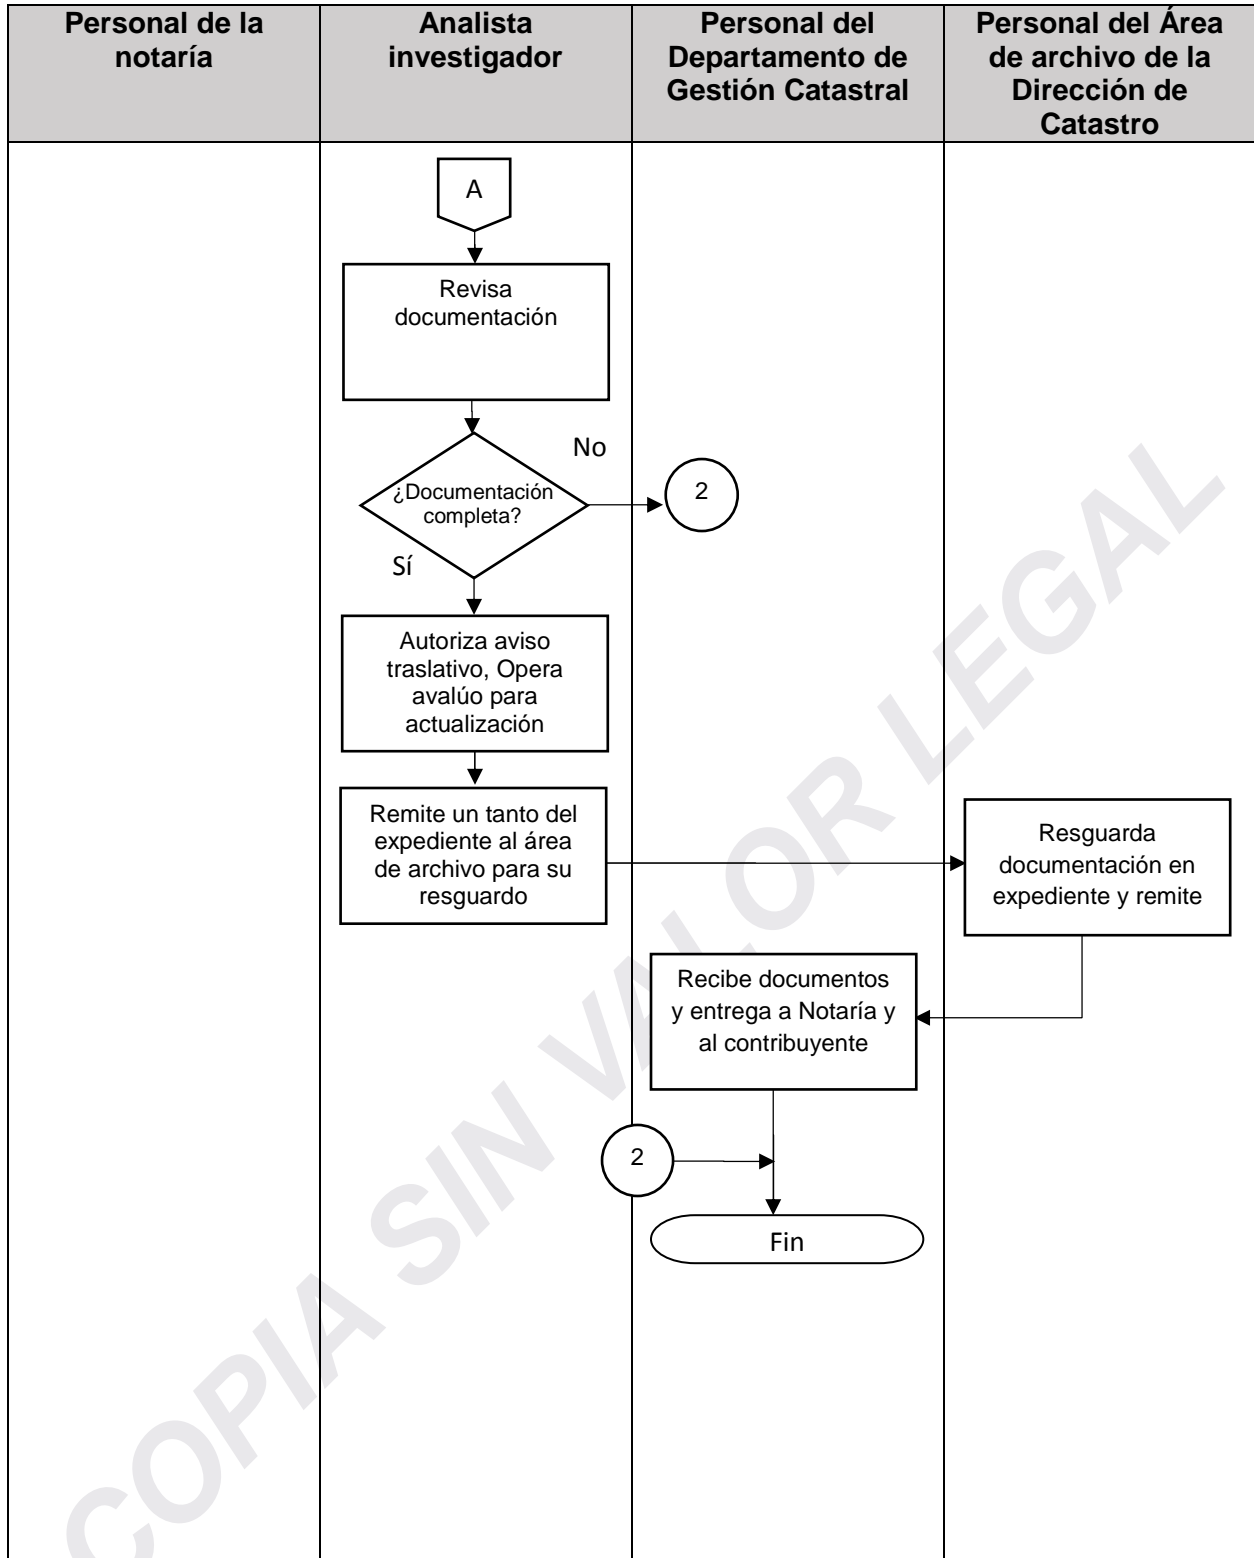 Personal de la
notaría
Analista
investigador
Personal del
Departamento de
Gestión Catastral
Personal del Área
de archivo de la
Dirección de
Catastro
A
Revisa
documentación
¿Documentación
completa?
No
2
Sí
Autoriza aviso
traslativo, Opera
avalúo para
actualización
Remite un tanto del
expediente al área
de archivo para su
resguardo
Resguarda
documentación en
expediente y remite
Recibe documentos
y entrega a Notaría y
al contribuyente
2
Fin
COPIA SIN VALOR LEGAL